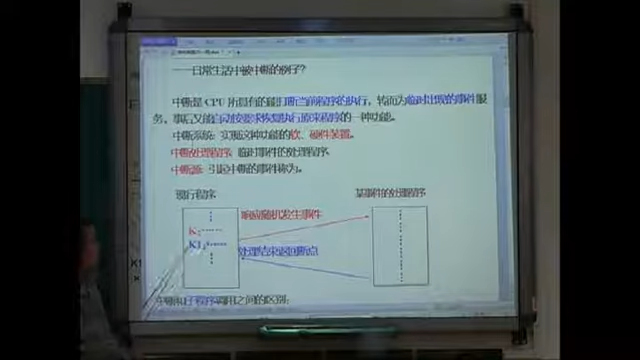 ——日常生活中被中断的例子?
中断是CPU所具有的能打断当前程序的执行，转而为临时出现的事件服
务，事后又能自动按要求恢复执行原来程序的一种功能。
中断系统：实现这种功能的软、硬件装置。
中断处理程序：临时事件的处理程序
中断源：引起中断的事件称为。
现行程序
某事件的处理程序
响应随机发生事件
K:
K1:
处理结束返回断点
中断和子程序调用之间的区别：